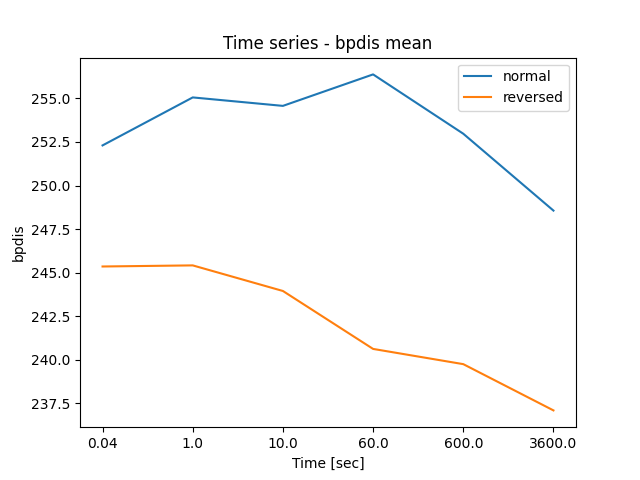 Time series - bpdis mean
normal
reversed
255.0
252.5
250.0
247.5
245.0
242.5
240.0
237.5
bpdis
0.04 1.0 10.0 60.0 600.0 3600.0
Time [sec]